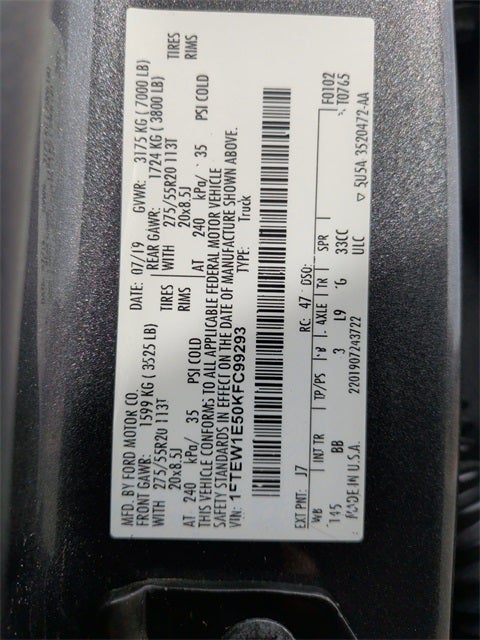 MFD. BY FORD MOTOR CO. DATE: 07/19 GVWR: 3175 KG ( 7000 LB)
FRONT GAWR: 1599 KG ( 3525 LB) REAR GAWR: 1724 KG ( 3800 LB)
WITH 275/55R20 113T TIRES WITH 275/55R20 113T TIRES
20x8.5J RIMS 20x8.5J RIMS
AT 240 kPa/ 35 PSI COLD AT 240 kPa/ 35 PSI COLD
THIS VEHICLE CONFORMS TO ALL APPLICABLE FEDERAL MOTOR VEHICLE
SAFETY STANDARDS IN EFFECT ON THE DATE OF MANUFACTURE SHOWN ABOVE.
VIN: 1FTEW1E50KFC99293 TYPE: Truck
EXT PNT: J7 RC: 47 DSO: F0102
WB INT TR TP/PS R AXLE TR SPR T0765
145 BB 3 L9 6 33CC
MADE IN U.S.A. 2201907243722 ULC 5U5A 3520472-AA